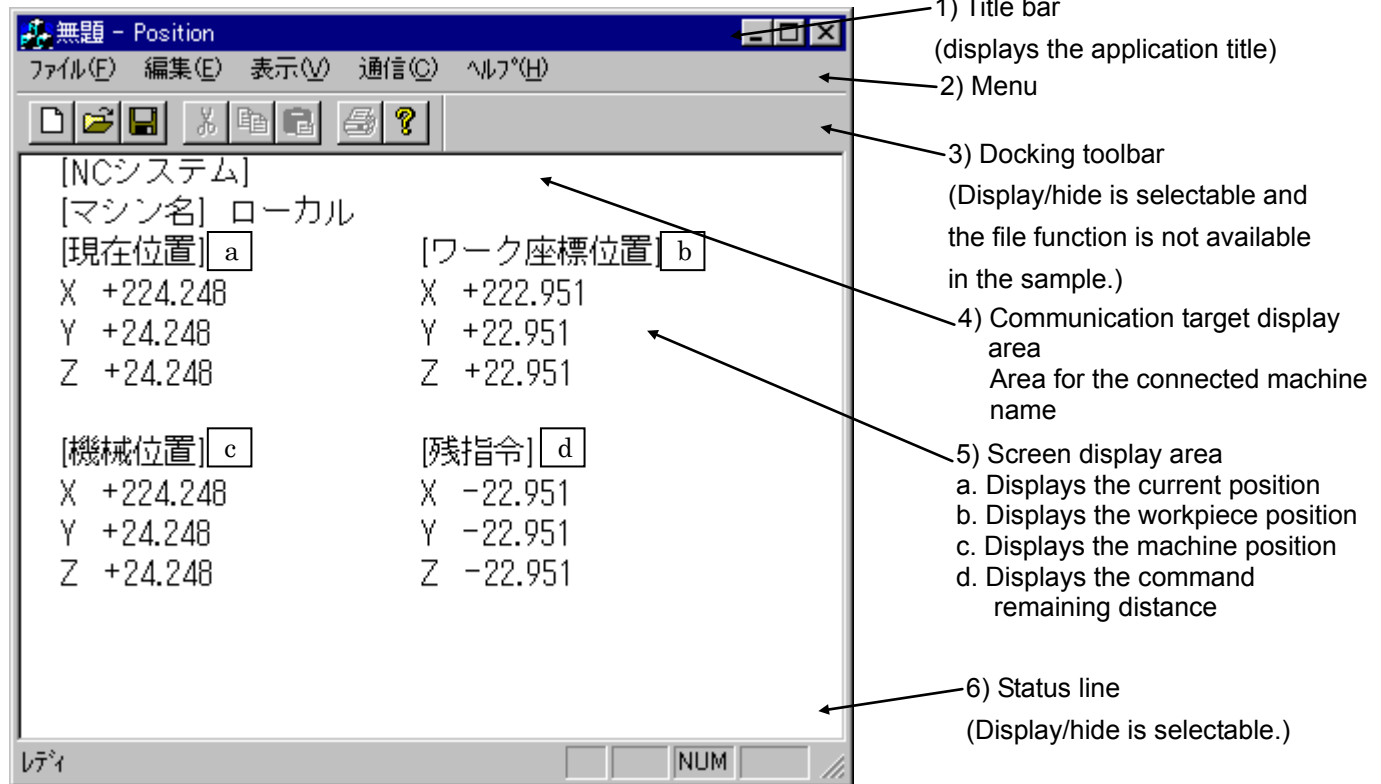 無題 - Position
ファイル(F) 編集(E) 表示(V) 通信(C) ヘルプ(H)
[NCシステム]
[マシン名] ローカル
[現在位置] a [ワーク座標位置] b
X +224.248 X +222.951
Y +24.248 Y +22.951
Z +24.248 Z +22.951
[機械位置] c [残指令] d
X +224.248 X -22.951
Y +24.248 Y -22.951
Z +24.248 Z -22.951
レディ NUM
1) Title bar
(displays the application title)
2) Menu
3) Docking toolbar
(Display/hide is selectable and
the file function is not available
in the sample.)
4) Communication target display
area
Area for the connected machine
name
5) Screen display area
a. Displays the current position
b. Displays the workpiece position
c. Displays the machine position
d. Displays the command
remaining distance
6) Status line
(Display/hide is selectable.)